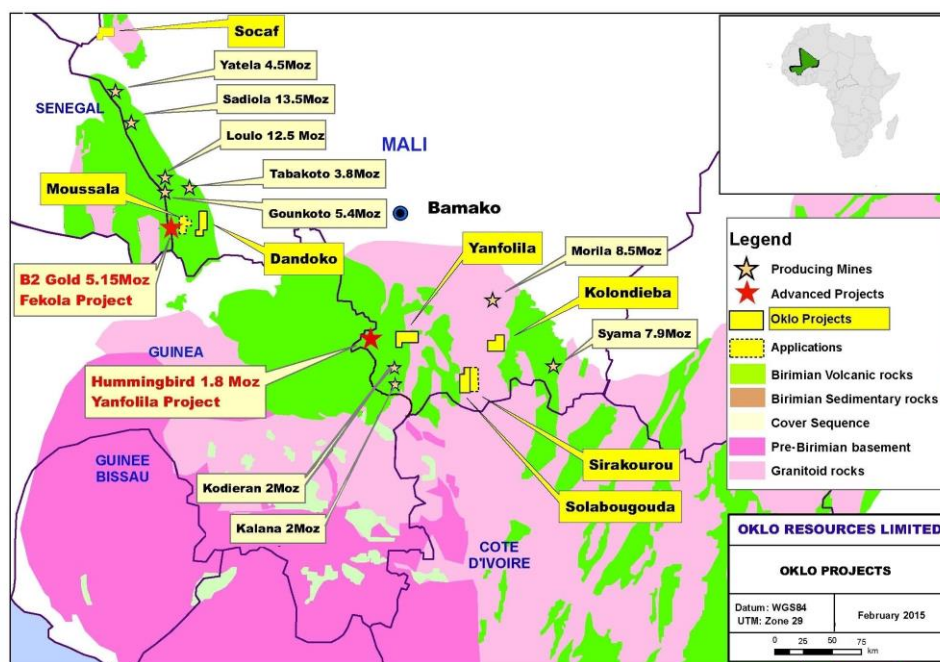 Socaf
Yatela 4.5Moz
SENEGAL
Sadiola 13.5Moz
Loulo 12.5 Moz
MALI
Tabakoto 3.8Moz
Moussala
Gounkoto 5.4Moz
Bamako
Dandoko
Yanfolila
Morila 8.5Moz
B2 Gold 5.15Moz
Fekola Project
Kolondieba
Syama 7.9Moz
GUINEA
Hummingbird 1.8 Moz
Yanfolila Project
GUINEE
BISSAU
Kodieran 2Moz
Sirakourou
Solabougouda
Kalana 2Moz
COTE
D'IVOIRE
Legend
Producing Mines
Advanced Projects
Oklo Projects
Applications
Birimian Volcanic rocks
Birimian Sedimentary rocks
Cover Sequence
Pre-Birimian basement
Granitoid rocks
OKLO RESOURCES LIMITED
OKLO PROJECTS
Datum: WGS84
UTM: Zone 29
February 2015
0 25 50 75
km